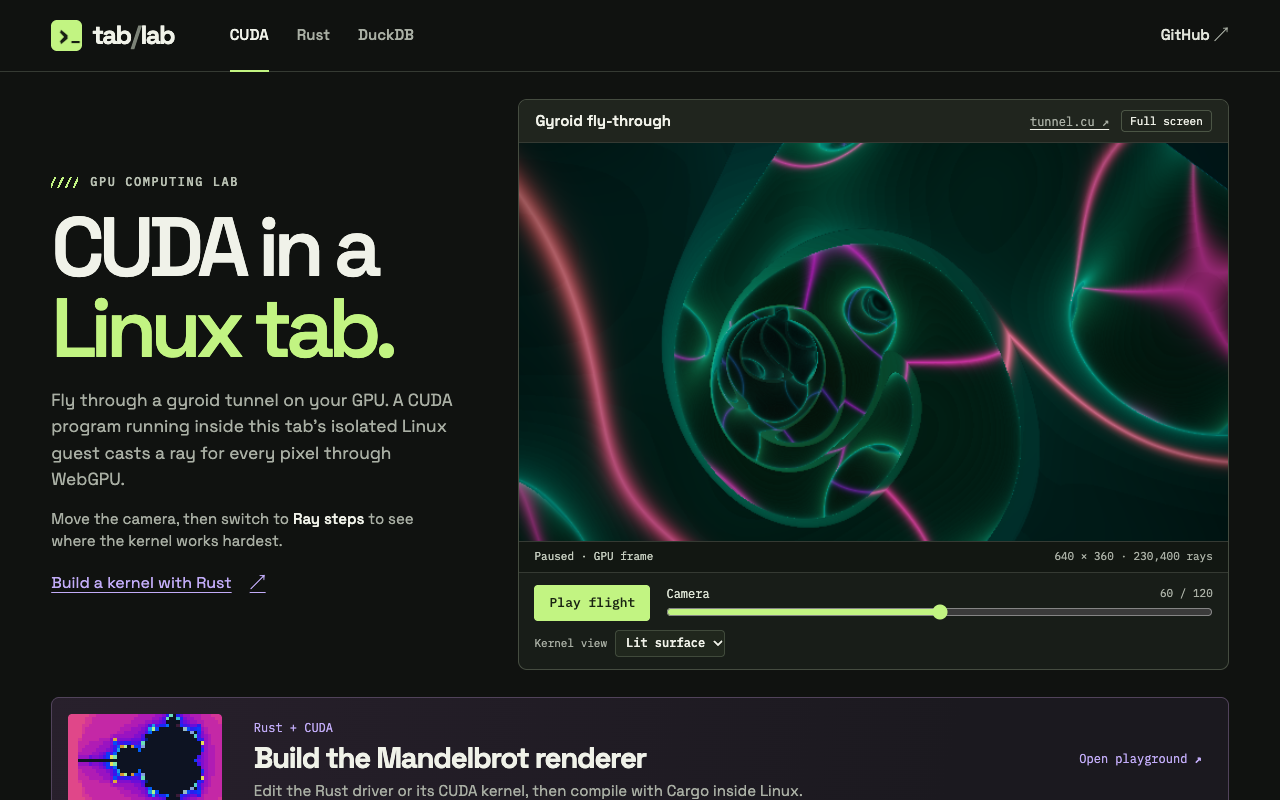 tab/lab
CUDA
Rust
DuckDB
GitHub ↗
//// GPU COMPUTING LAB
CUDA in a
Linux tab.
Fly through a gyroid tunnel on your GPU. A CUDA
program running inside this tab's isolated Linux
guest casts a ray for every pixel through
WebGPU.
Move the camera, then switch to Ray steps to see
where the kernel works hardest.
Build a kernel with Rust ↗
Gyroid fly-through
tunnel.cu ↗
Full screen
Paused · GPU frame
640 × 360 · 230,400 rays
Play flight
Camera
60 / 120
Kernel view
Lit surface
Rust + CUDA
Build the Mandelbrot renderer
Edit the Rust driver or its CUDA kernel, then compile with Cargo inside Linux.
Open playground ↗